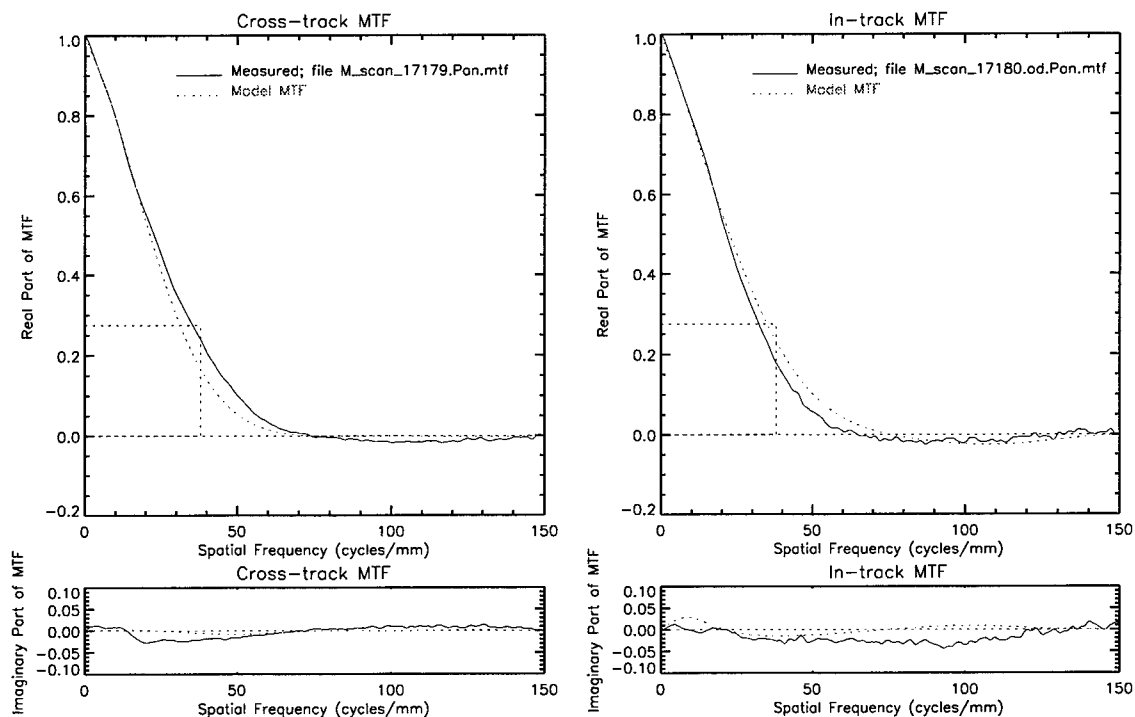 Cross-track MTF
1.0
0.8
0.6
0.4
0.2
0.0
-0.2
Real Part of MTF
Measured; file M_scan_17179.Pan.mtf
Model MTF
0
50
100
150
Spatial Frequency (cycles/mm)
In-track MTF
1.0
0.8
0.6
0.4
0.2
0.0
-0.2
Real Part of MTF
Measured; file M_scan_17180.od.Pan.mtf
Model MTF
0
50
100
150
Spatial Frequency (cycles/mm)
Cross-track MTF
0.10
0.05
0.00
-0.05
-0.10
Imaginary Part of MTF
0
50
100
150
Spatial Frequency (cycles/mm)
In-track MTF
0.10
0.05
0.00
-0.05
-0.10
Imaginary Part of MTF
0
50
100
150
Spatial Frequency (cycles/mm)